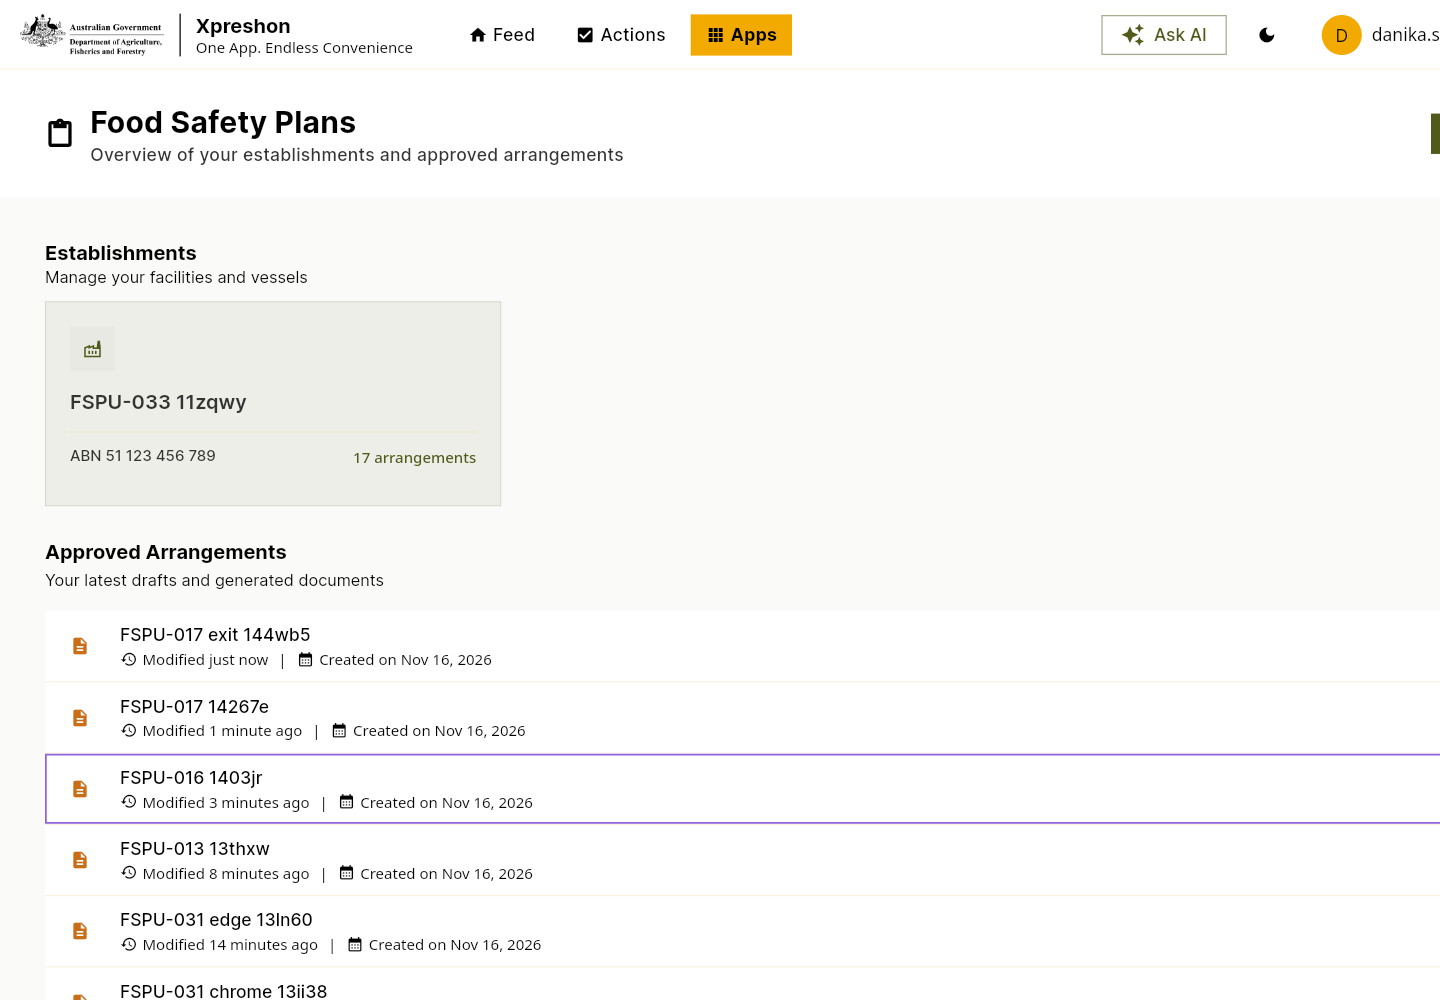 Australian Government
Department of Agriculture,
Fisheries and Forestry
Xpreshon
One App. Endless Convenience
Feed
Actions
Apps
Ask AI
D
danika.s
Food Safety Plans
Overview of your establishments and approved arrangements
Establishments
Manage your facilities and vessels
FSPU-033 11zqwy
ABN 51 123 456 789
17 arrangements
Approved Arrangements
Your latest drafts and generated documents
FSPU-017 exit 144wb5
Modified just now | Created on Nov 16, 2026
FSPU-017 14267e
Modified 1 minute ago | Created on Nov 16, 2026
FSPU-016 1403jr
Modified 3 minutes ago | Created on Nov 16, 2026
FSPU-013 13thxw
Modified 8 minutes ago | Created on Nov 16, 2026
FSPU-031 edge 13ln60
Modified 14 minutes ago | Created on Nov 16, 2026
FSPU-031 chrome 13ii38